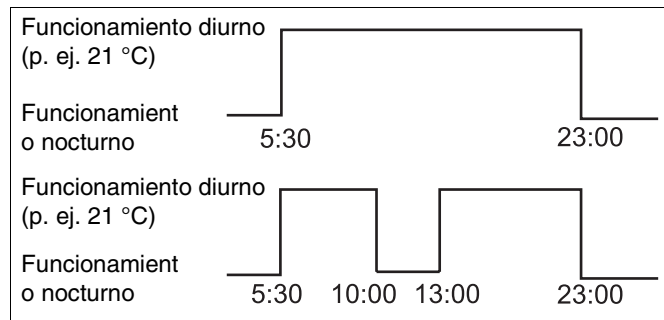 Funcionamiento diurno
(p. ej. 21 °C)
Funcionamient
o nocturno
5:30 23:00
Funcionamiento diurno
(p. ej. 21 °C)
Funcionamient
o nocturno
5:30 10:00 13:00 23:00